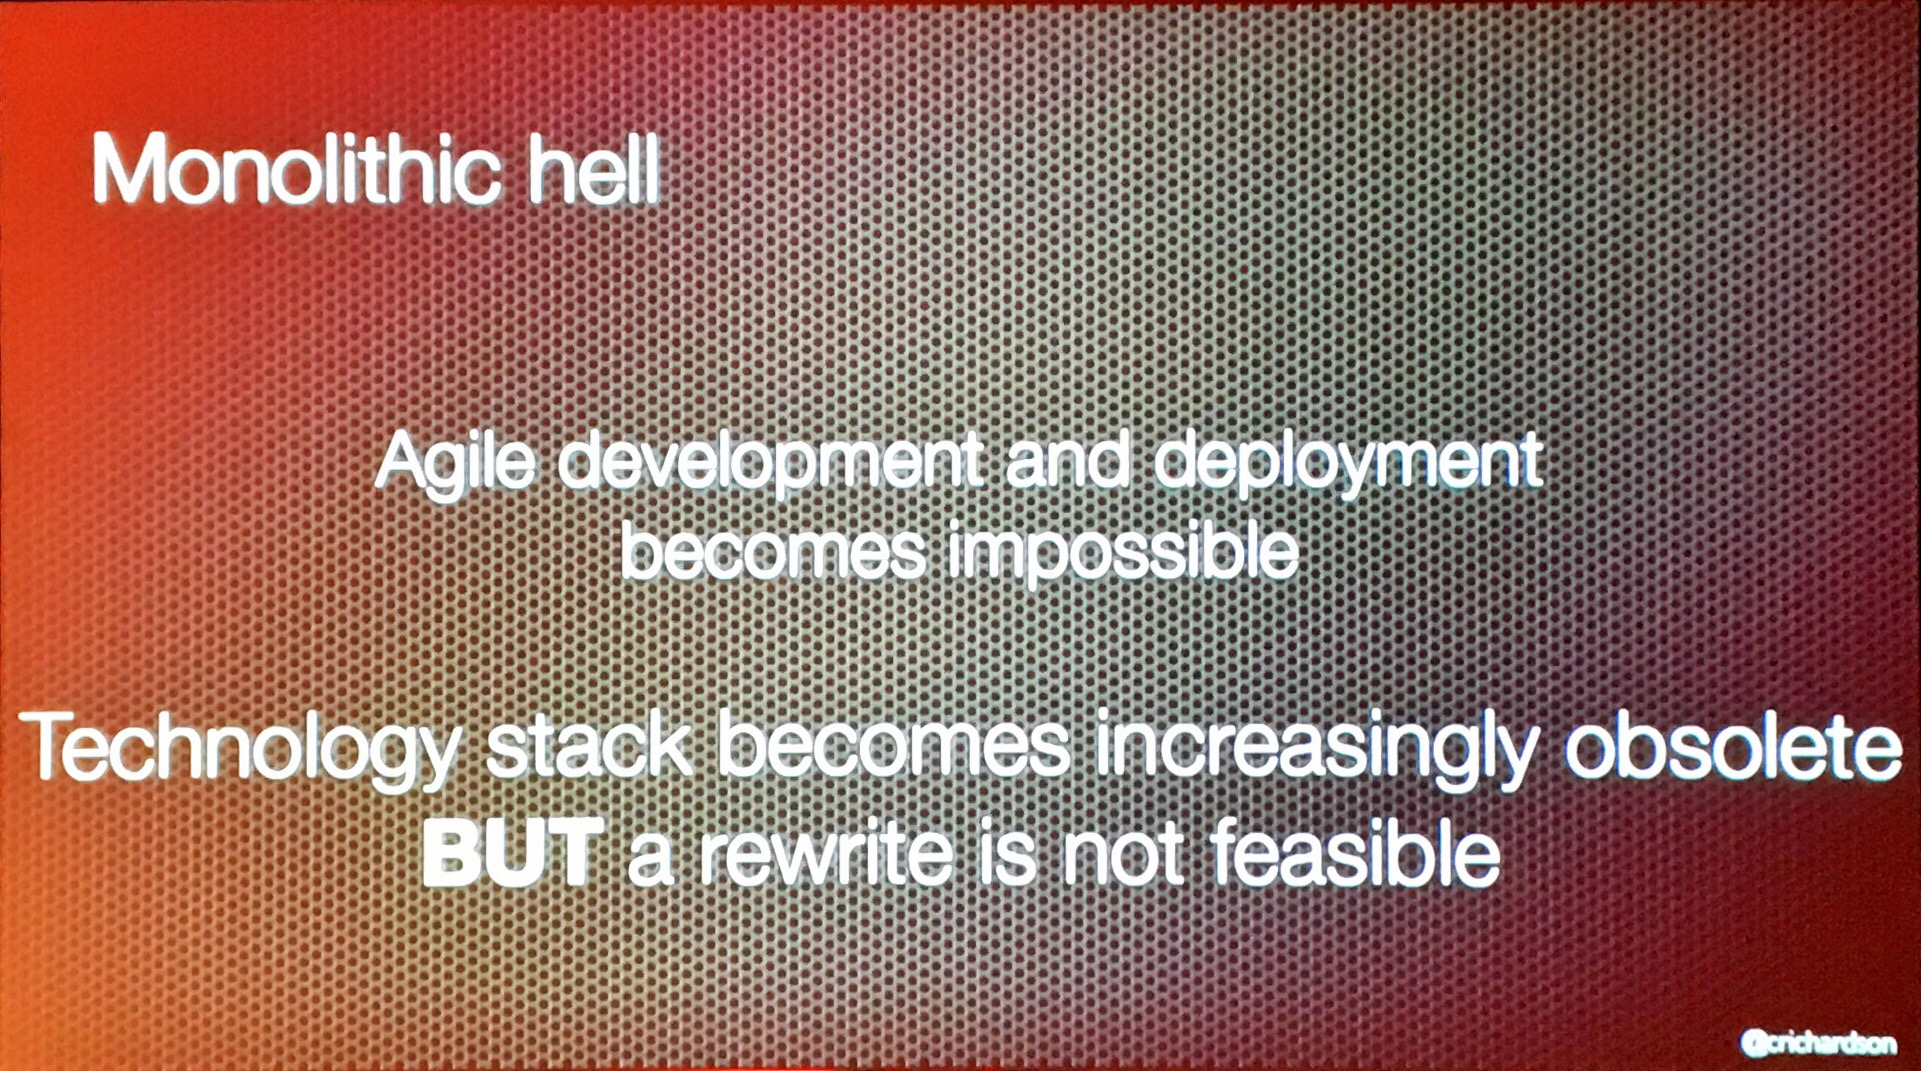 Monolithic hell
Agile development and deployment
becomes impossible
Technology stack becomes increasingly obsolete
BUT a rewrite is not feasible
@crichardson